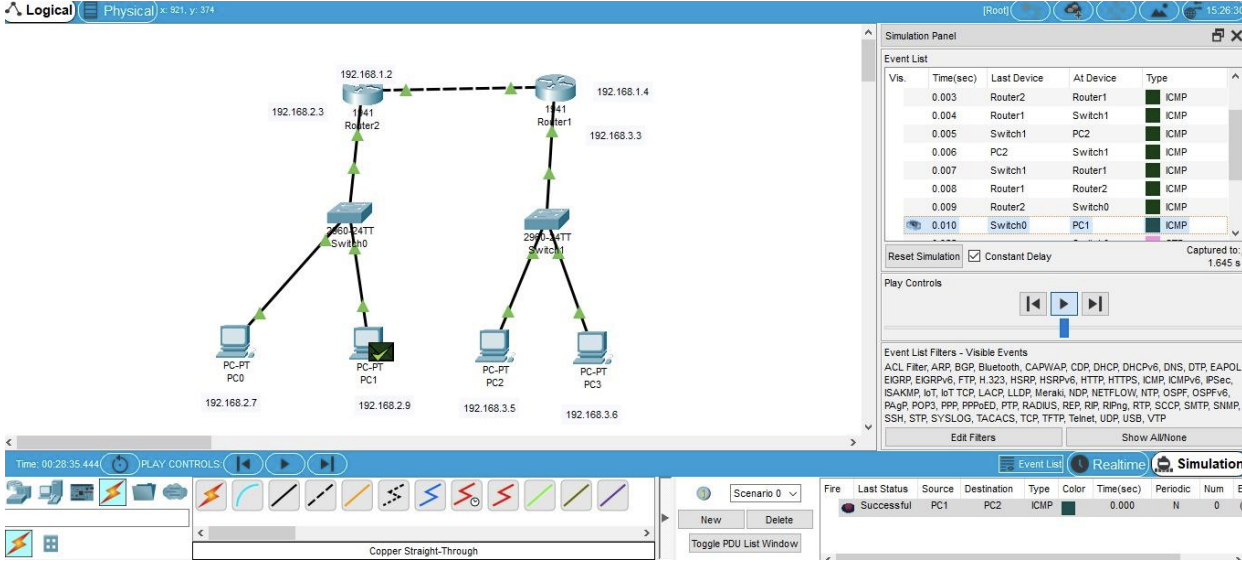 Logical Physical x: 921, y: 374 [Root] 15:26:30
192.168.1.2
192.168.2.3
1941
Router2
192.168.1.4
1941
Router1
192.168.3.3
2960-24TT
Switch0
2960-24TT
Switch1
PC-PT
PC0
192.168.2.7
PC-PT
PC1
192.168.2.9
PC-PT
PC2
192.168.3.5
PC-PT
PC3
192.168.3.6
Simulation Panel
Event List
Vis. Time(sec) Last Device At Device Type
0.003 Router2 Router1 ICMP
0.004 Router1 Switch1 ICMP
0.005 Switch1 PC2 ICMP
0.006 PC2 Switch1 ICMP
0.007 Switch1 Router1 ICMP
0.008 Router1 Router2 ICMP
0.009 Router2 Switch0 ICMP
0.010 Switch0 PC1 ICMP
Reset Simulation Constant Delay Captured to:
1.645 s
Play Controls
Event List Filters - Visible Events
ACL Filter, ARP, BGP, Bluetooth, CAPWAP, CDP, DHCP, DHCPv6, DNS, DTP, EAPOL,
EIGRP, EIGRPv6, FTP, H.323, HSRP, HSRPv6, HTTP, HTTPS, ICMP, ICMPv6, IPSec,
ISAKMP, IoT, IoT TCP, LACP, LLDP, Meraki, NDP, NETFLOW, NTP, OSPF, OSPFv6,
PAgP, POP3, PPP, PPPoED, PTP, RADIUS, REP, RIP, RIPng, RTP, SCCP, SMTP, SNMP,
SSH, STP, SYSLOG, TACACS, TCP, TFTP, Telnet, UDP, USB, VTP
Edit Filters Show All/None
Time: 00:28:35.444 PLAY CONTROLS: Event List Realtime Simulation
Copper Straight-Through
Scenario 0
New Delete
Toggle PDU List Window
Fire Last Status Source Destination Type Color Time(sec) Periodic Num
Successful PC1 PC2 ICMP 0.000 N 0